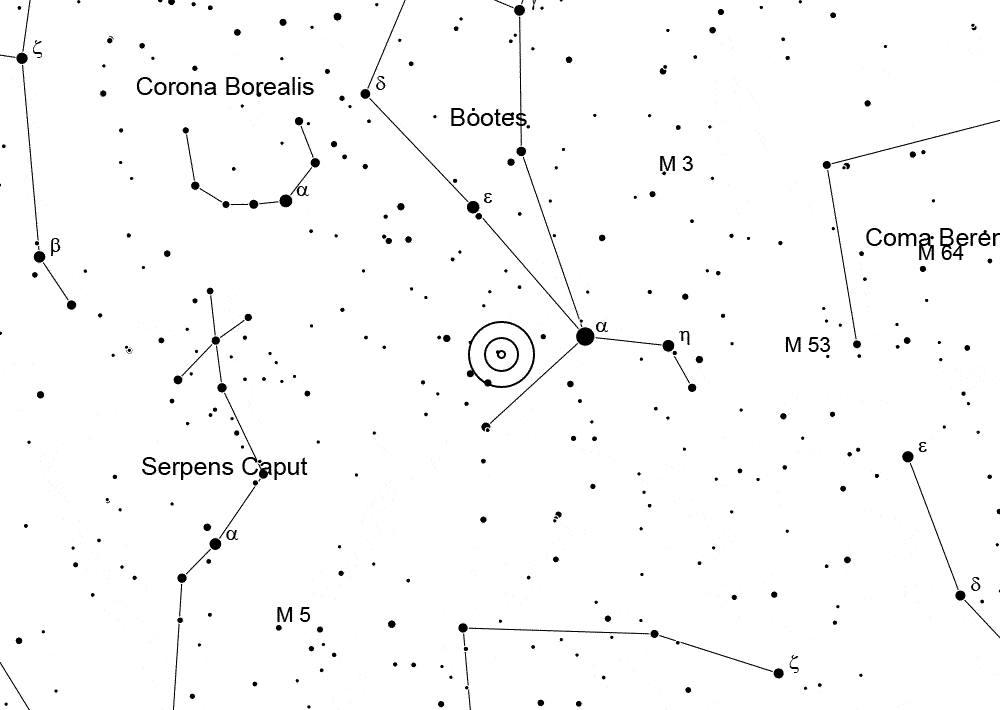 γ
ζ
δ
Corona Borealis
Bootes
M 3
α
ε
Coma Beren
β
M 64
α
η
M 53
ε
Serpens Caput
α
δ
M 5
ζ